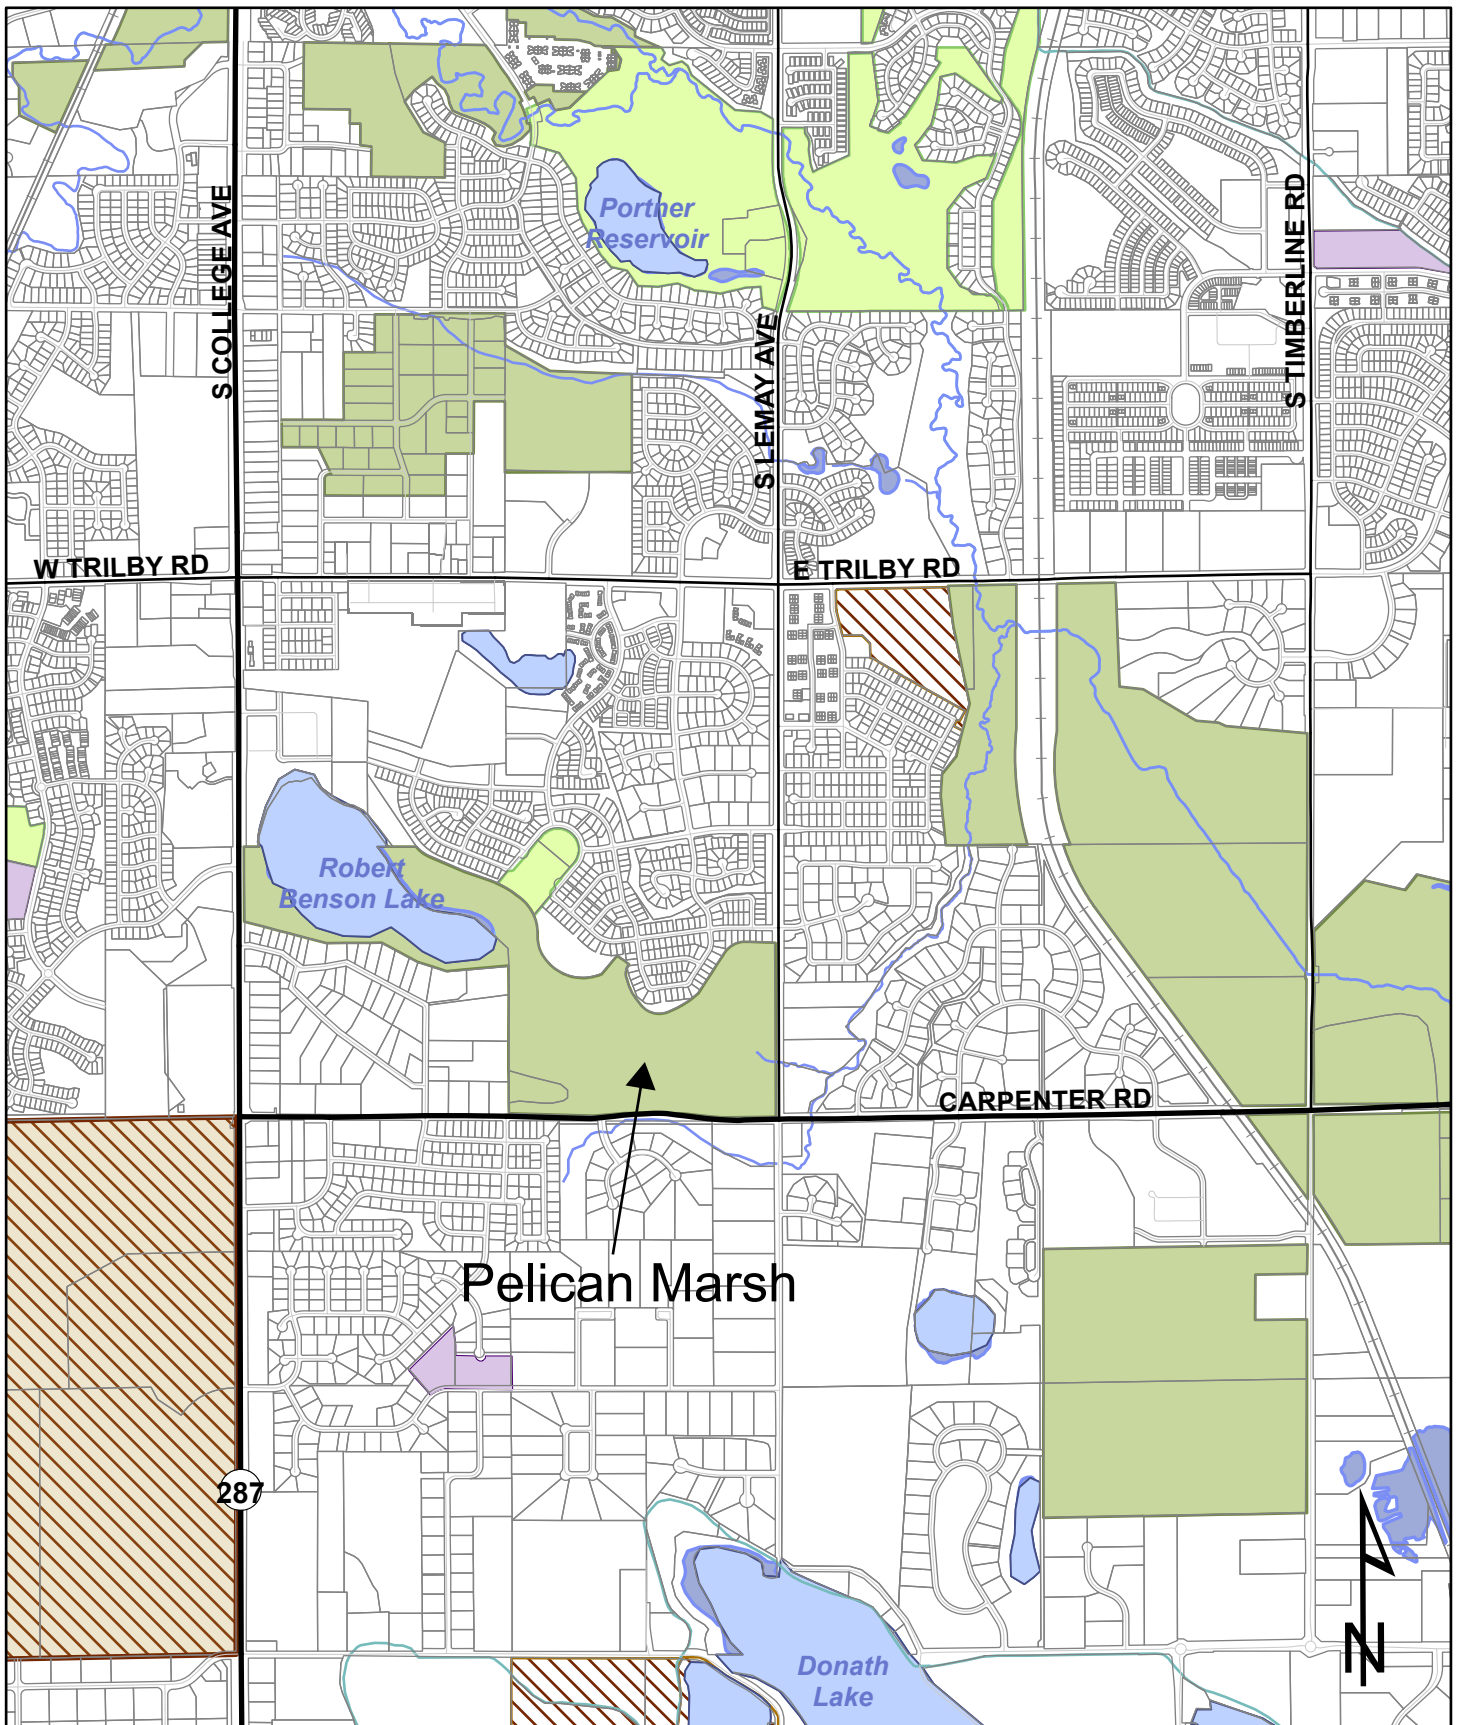 Portner
Reservoir
S COLLEGE AVE
S LEMAY AVE
S TIMBERLINE RD
W TRILBY RD
E TRILBY RD
Robert
Benson Lake
CARPENTER RD
Pelican Marsh
287
Donath
Lake
N